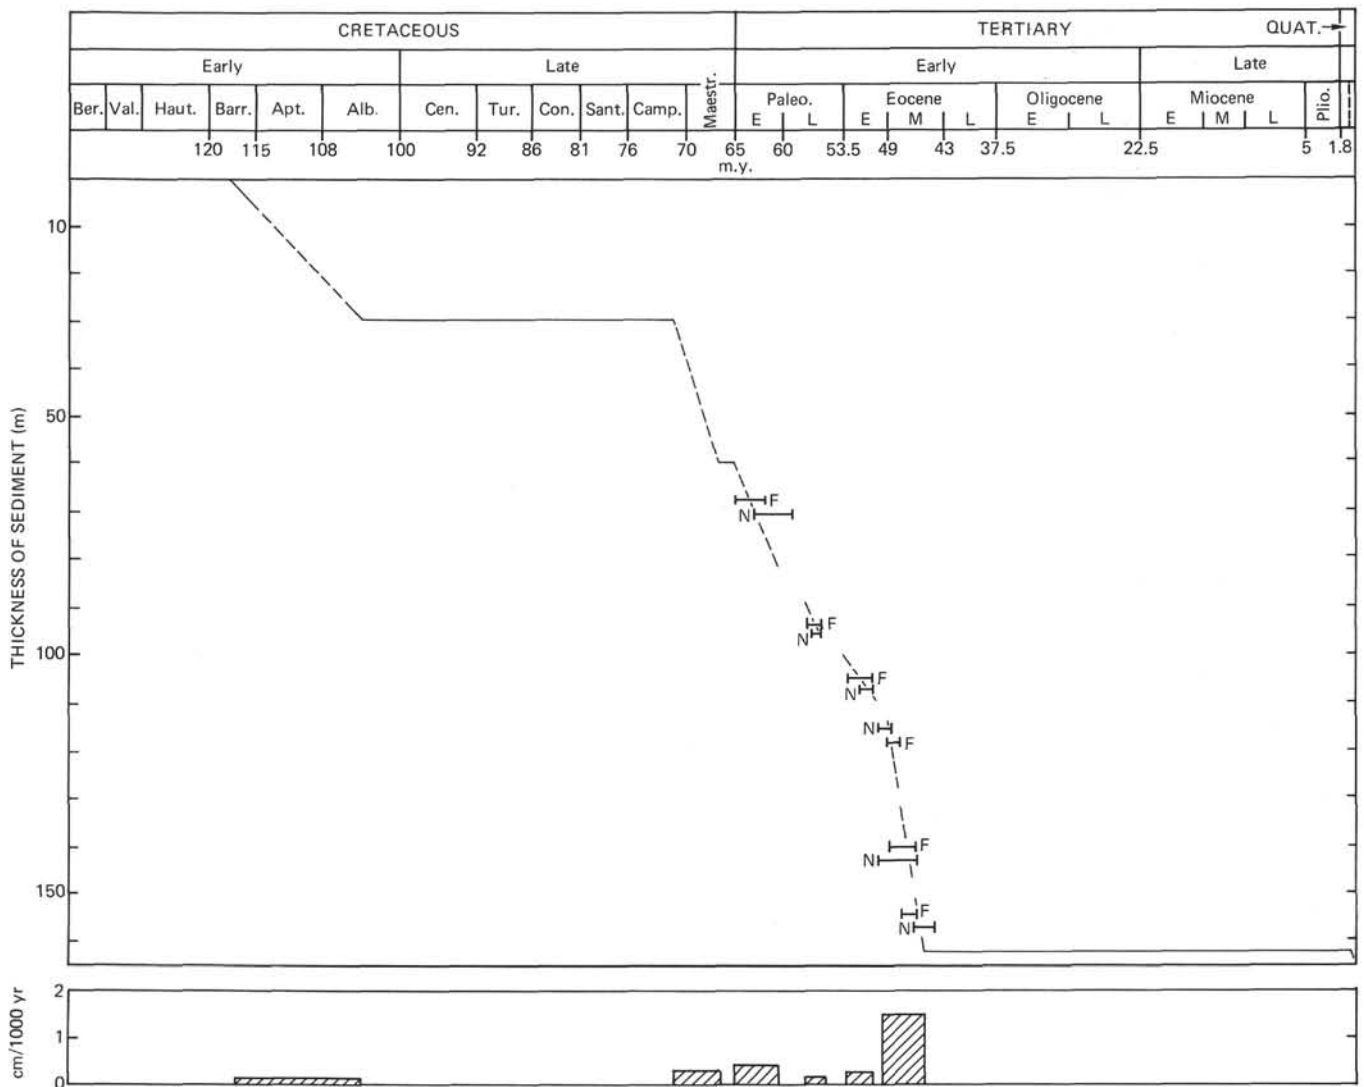 CRETACEOUS TERTIARY QUAT.
Early Late Early Late
Ber. Val. Haut. Barr. Apt. Alb. Cen. Tur. Con. Sant. Camp. Maestr. Paleo. Eocene Oligocene Miocene Plio.
E L E M L E L E M L
120 115 108 100 92 86 81 76 70 65 60 53.5 49 43 37.5 22.5 5 1.8
m.y.
THICKNESS OF SEDIMENT (m)
10
50
F
N
F
N
100
F
N
N
F
F
N
150
F
N
cm/1000 yr
2
1
0